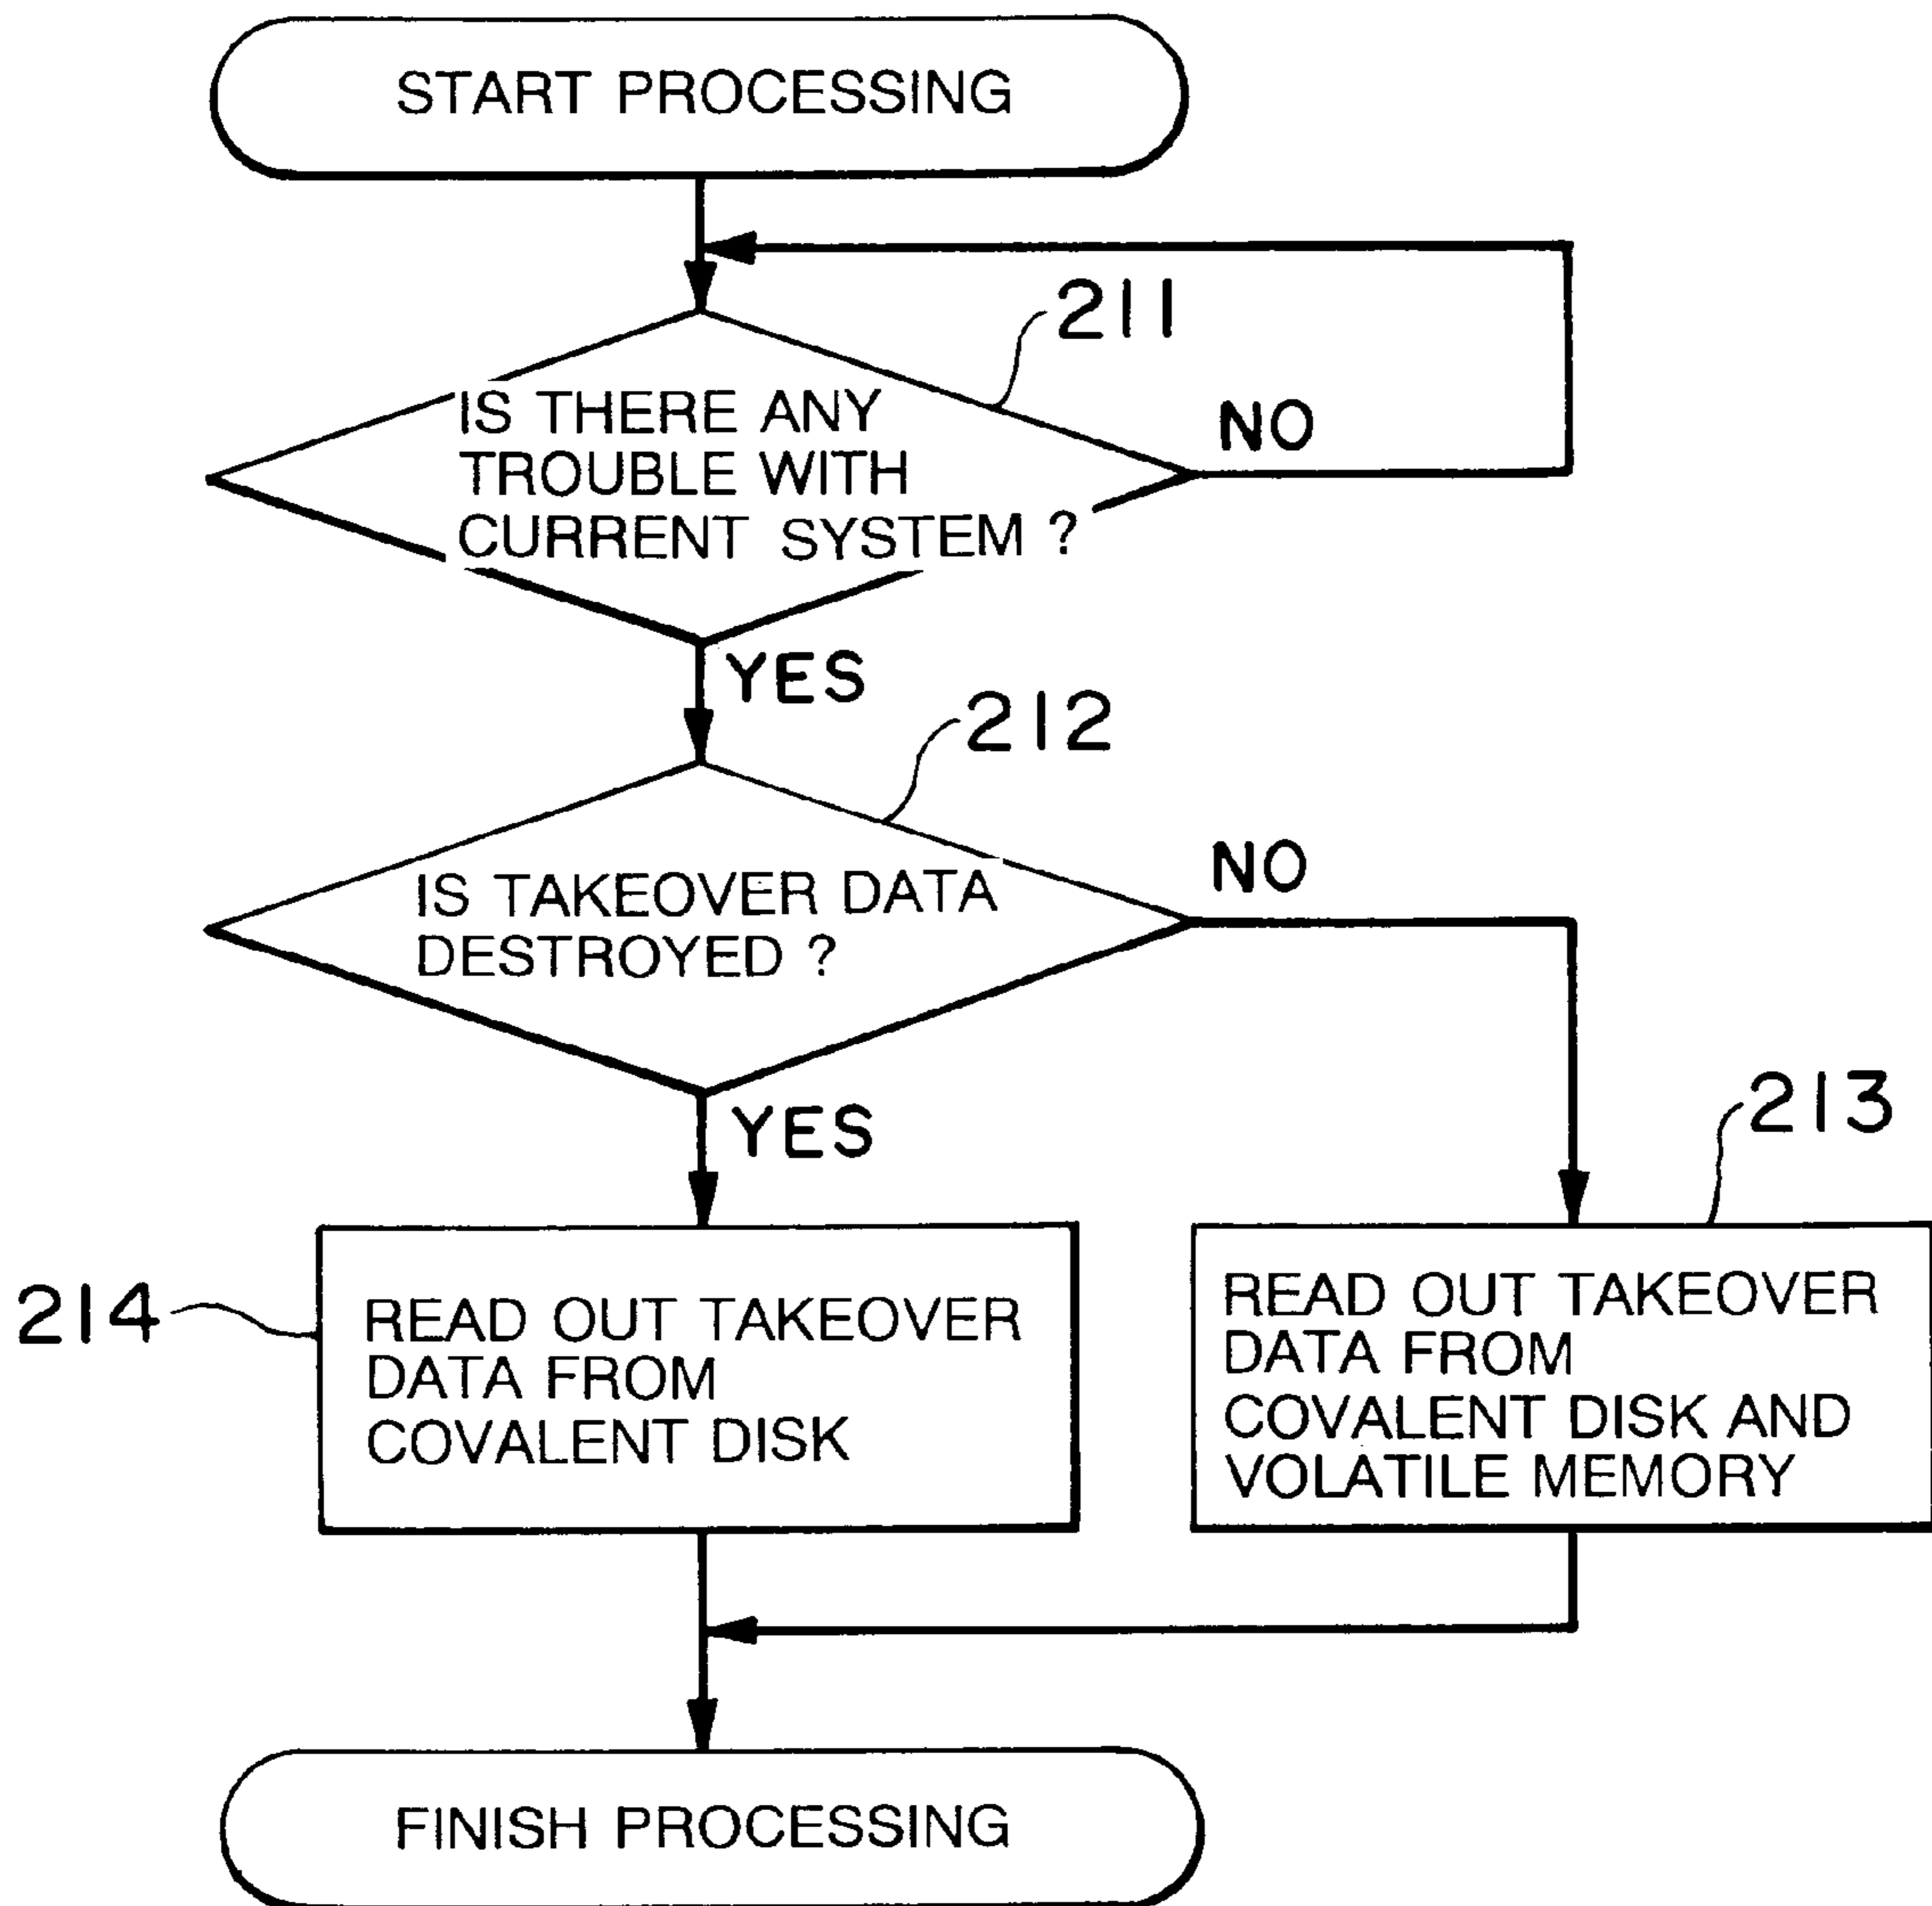 START PROCESSING
211
IS THERE ANY
TROUBLE WITH
CURRENT SYSTEM ?
NO
YES
212
IS TAKEOVER DATA
DESTROYED ?
NO
YES
213
214
READ OUT TAKEOVER
DATA FROM
COVALENT DISK
READ OUT TAKEOVER
DATA FROM
COVALENT DISK AND
VOLATILE MEMORY
FINISH PROCESSING